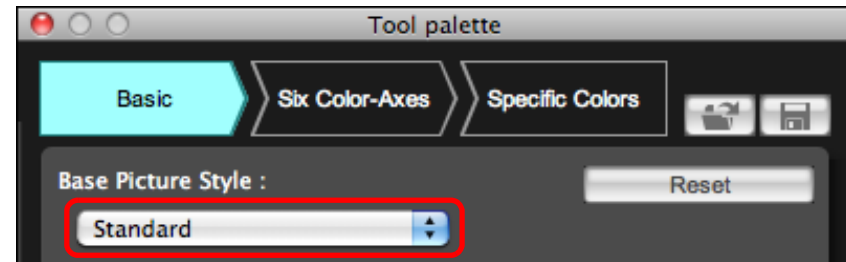 Tool palette
Basic Six Color-Axes Specific Colors
Base Picture Style : Reset
Standard